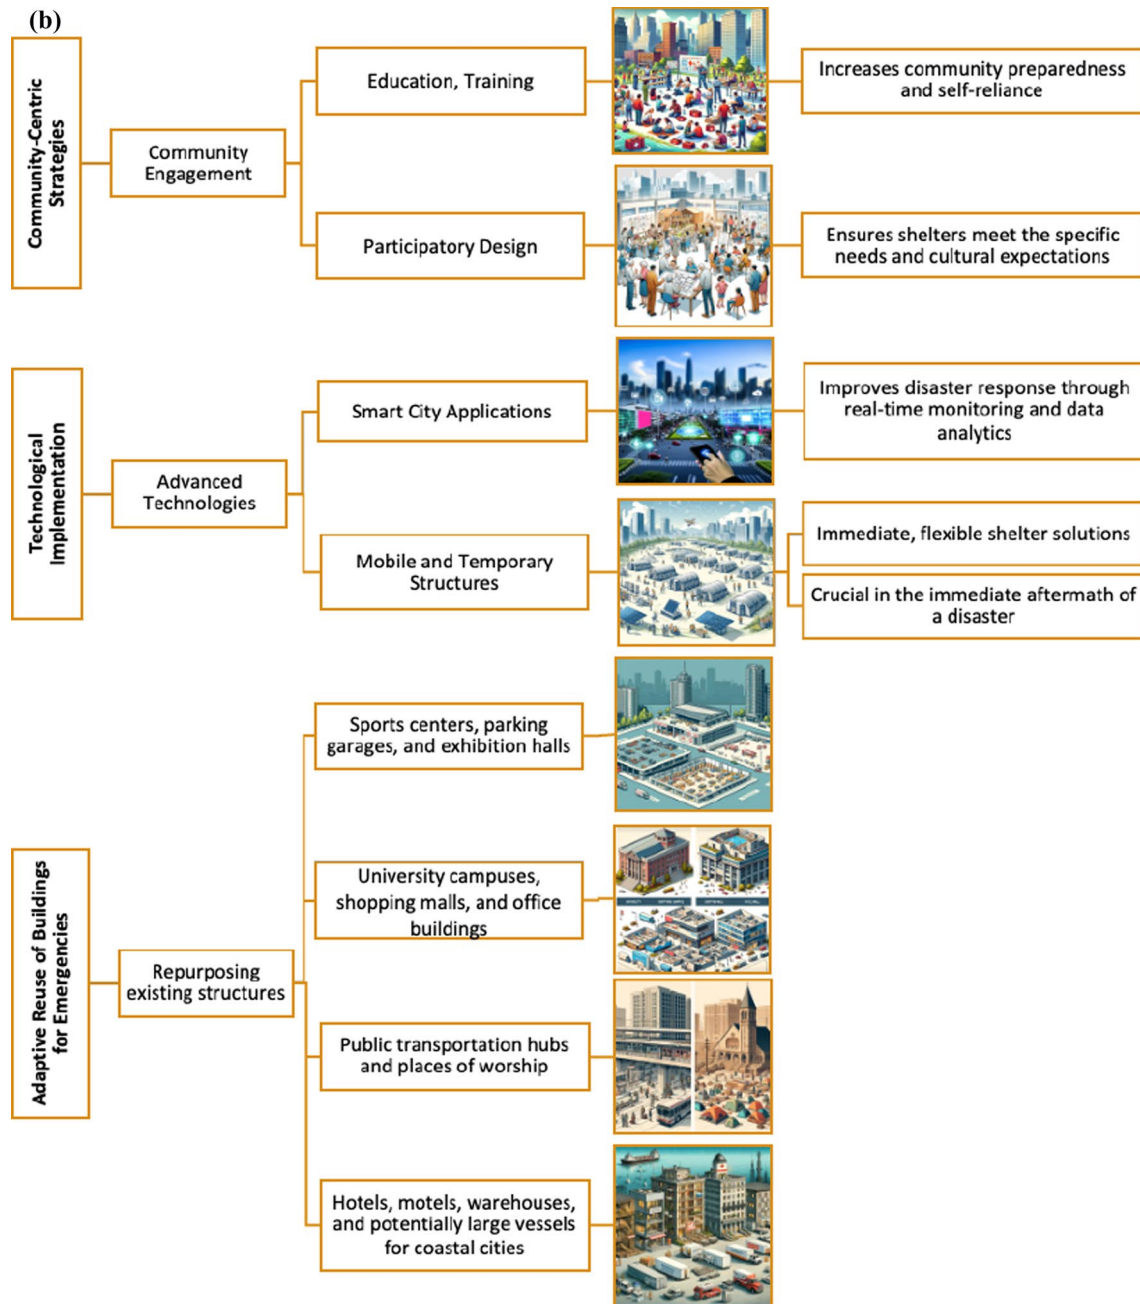 (b)
Community-Centric
Strategies
Community
Engagement
Education, Training
Increases community preparedness
and self-reliance
Participatory Design
Ensures shelters meet the specific
needs and cultural expectations
Technological
Implementation
Advanced
Technologies
Smart City Applications
Improves disaster response through
real-time monitoring and data
analytics
Mobile and Temporary
Structures
Immediate, flexible shelter solutions
Crucial in the immediate aftermath of
a disaster
Adaptive Reuse of Buildings
for Emergencies
Repurposing
existing structures
Sports centers, parking
garages, and exhibition halls
University campuses,
shopping malls, and office
buildings
Public transportation hubs
and places of worship
Hotels, motels, warehouses,
and potentially large vessels
for coastal cities